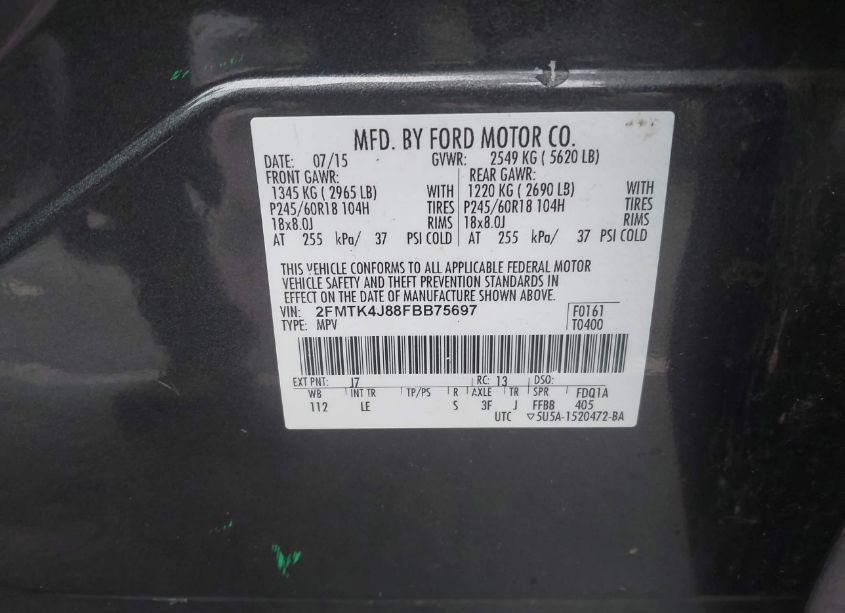 MFD. BY FORD MOTOR CO.
DATE: 07/15 GVWR: 2549 KG ( 5620 LB)
FRONT GAWR: REAR GAWR:
1345 KG ( 2965 LB) WITH 1220 KG ( 2690 LB) WITH
P245/60R18 104H TIRES P245/60R18 104H TIRES
18x8.0J RIMS 18x8.0J RIMS
AT 255 kPa/ 37 PSI COLD AT 255 kPa/ 37 PSI COLD
THIS VEHICLE CONFORMS TO ALL APPLICABLE FEDERAL MOTOR
VEHICLE SAFETY AND THEFT PREVENTION STANDARDS IN
EFFECT ON THE DATE OF MANUFACTURE SHOWN ABOVE.
VIN: 2FMTK4J88FBB75697 F0161
TYPE: MPV T0400
EXT PNT: J7 RC: 13 DSO:
WB INT TR TP/PS R AXLE TR SPR FDQ1A
112 LE S 3F J FFBB 405
UTC ▽5U5A-1520472-BA